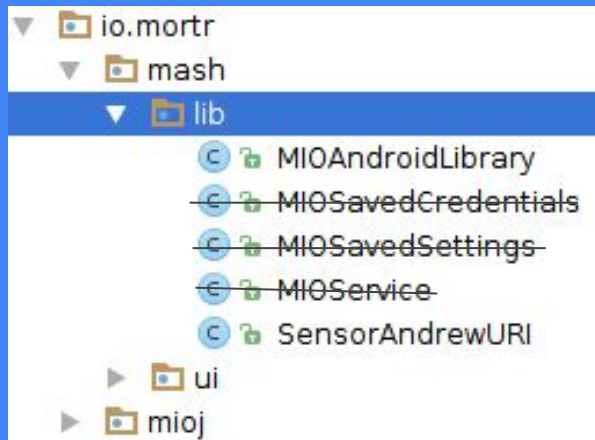 io.mortr
mash
lib
C MIOAndroidLibrary
C MIOSavedCredentials
C MIOSavedSettings
C MIOService
C SensorAndrewURI
ui
mioj